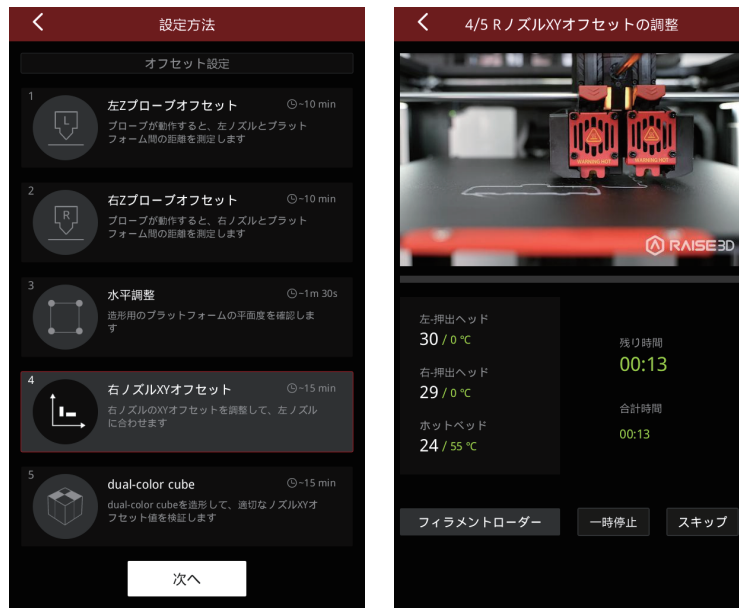 設定方法
オフセット設定
1
L
左Zプローブオフセット
~10 min
プローブが動作すると、左ノズルとプラット
フォーム間の距離を測定します
2
R
右Zプローブオフセット
~10 min
プローブが動作すると、右ノズルとプラット
フォーム間の距離を測定します
3
水平調整
~1m 30s
造形用のプラットフォームの平面度を確認しま
す
4
右ノズルXYオフセット
~15 min
右ノズルのXYオフセットを調整して、左ノズル
に合わせます
5
dual-color cube
~15 min
dual-color cubeを造形して、適切なノズルXYオ
フセット値を検証します
次へ
4/5 RノズルXYオフセットの調整
WARNING HOT
WARNING HOT
RAISE3D
左-押出ヘッド
30 / 0 ℃
右-押出ヘッド
29 / 0 ℃
ホットベッド
24 / 55 ℃
残り時間
00:13
合計時間
00:13
フィラメントローダー
一時停止
スキップ